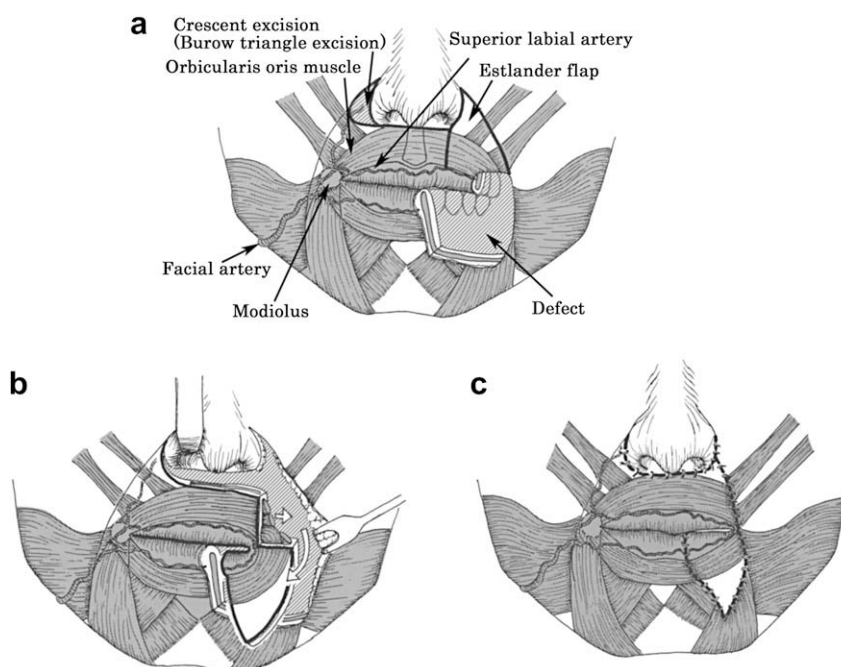 a
Crescent excision
(Burow triangle excision)
Orbicularis oris muscle
Superior labial artery
Estlander flap
Facial artery
Modiolus
Defect
b
c